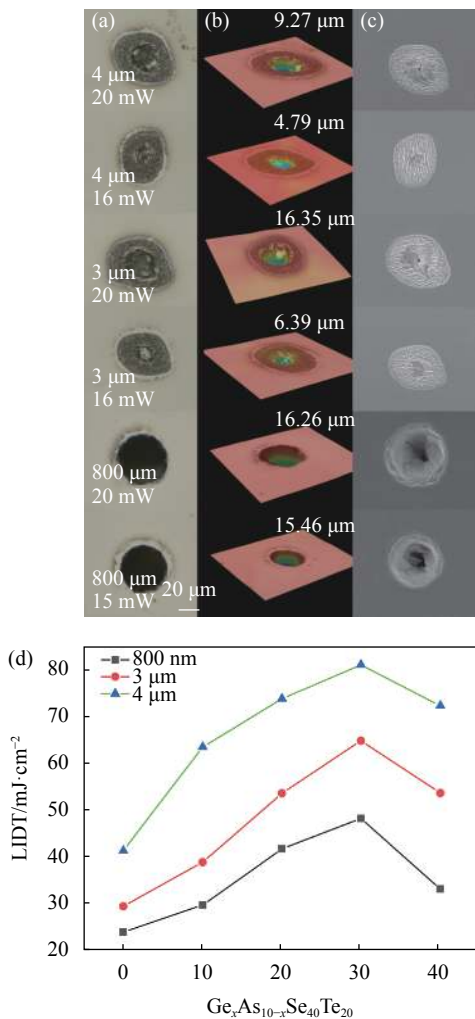 (a)
(b)
(c)
9.27 μm
4 μm
20 mW
4.79 μm
4 μm
16 mW
16.35 μm
3 μm
20 mW
6.39 μm
3 μm
16 mW
16.26 μm
800 μm
20 mW
15.46 μm
800 μm
15 mW
20 μm
(d)
800 nm
3 μm
4 μm
80
70
60
50
40
30
20
LIDT/mJ·cm⁻²
0 10 20 30 40
GeₓAs₁₀₋ₓSe₄₀Te₂₀